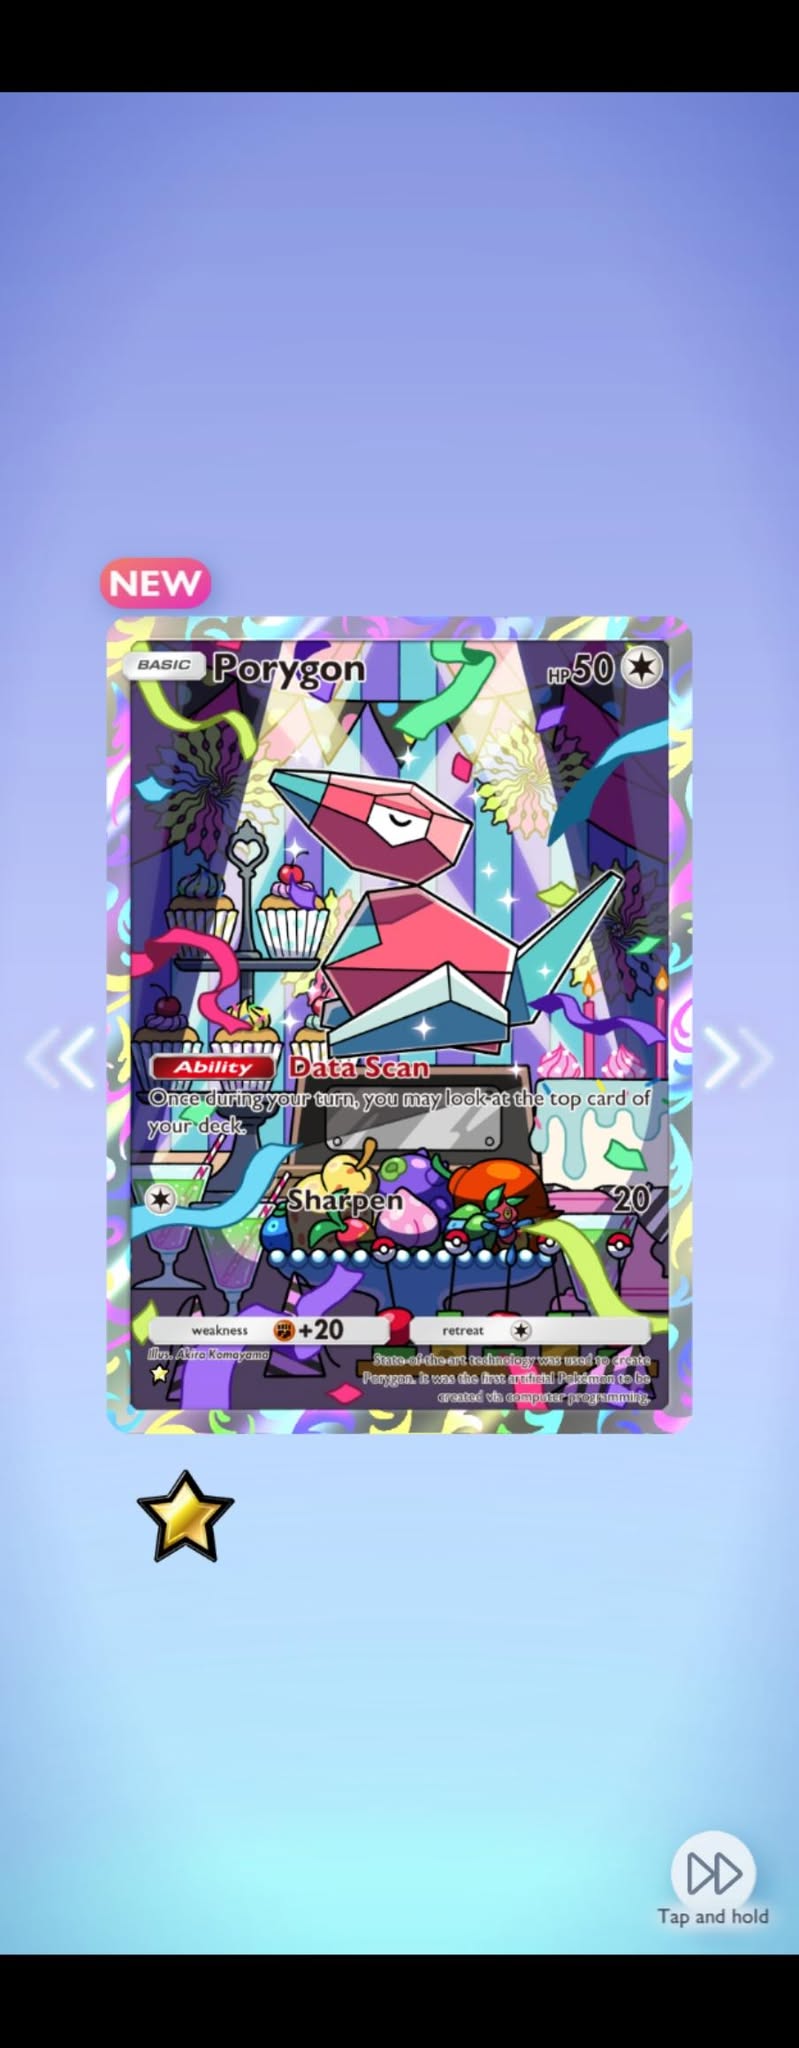 NEW
BASIC Porygon HP 50
Ability Data Scan
Once during your turn, you may look at the top card of
your deck.
Sharpen 20
weakness +20 retreat
Illus. Akira Komayama
State-of-the-art technology was used to create
Porygon. It was the first artificial Pokémon to be
created via computer programming.
Tap and hold